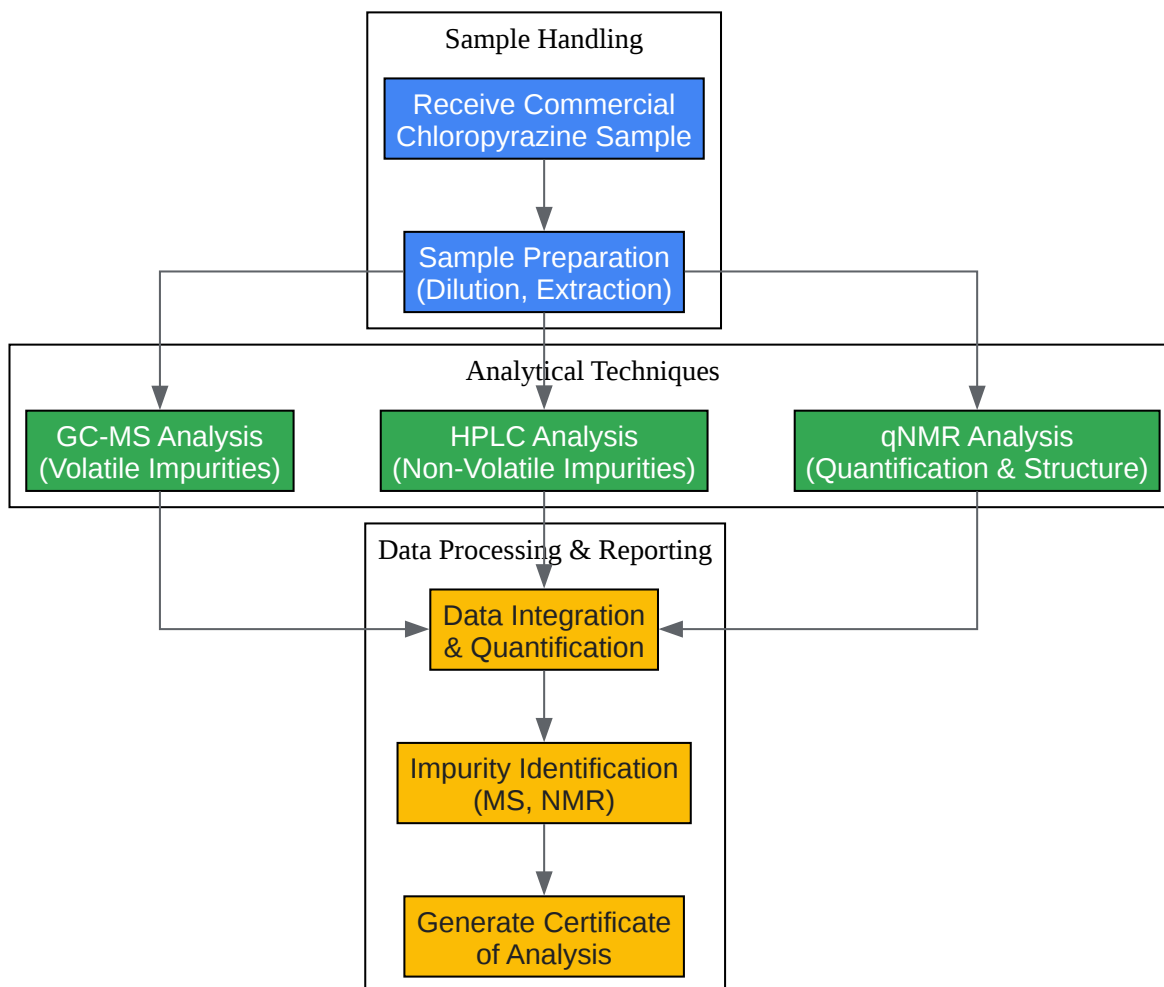 Sample Handling
Receive Commercial
Chloropyrazine Sample
Sample Preparation
(Dilution, Extraction)
Analytical Techniques
GC-MS Analysis
(Volatile Impurities)
HPLC Analysis
(Non-Volatile Impurities)
qNMR Analysis
(Quantification & Structure)
Data Processing & Reporting
Data Integration
& Quantification
Impurity Identification
(MS, NMR)
Generate Certificate
of Analysis